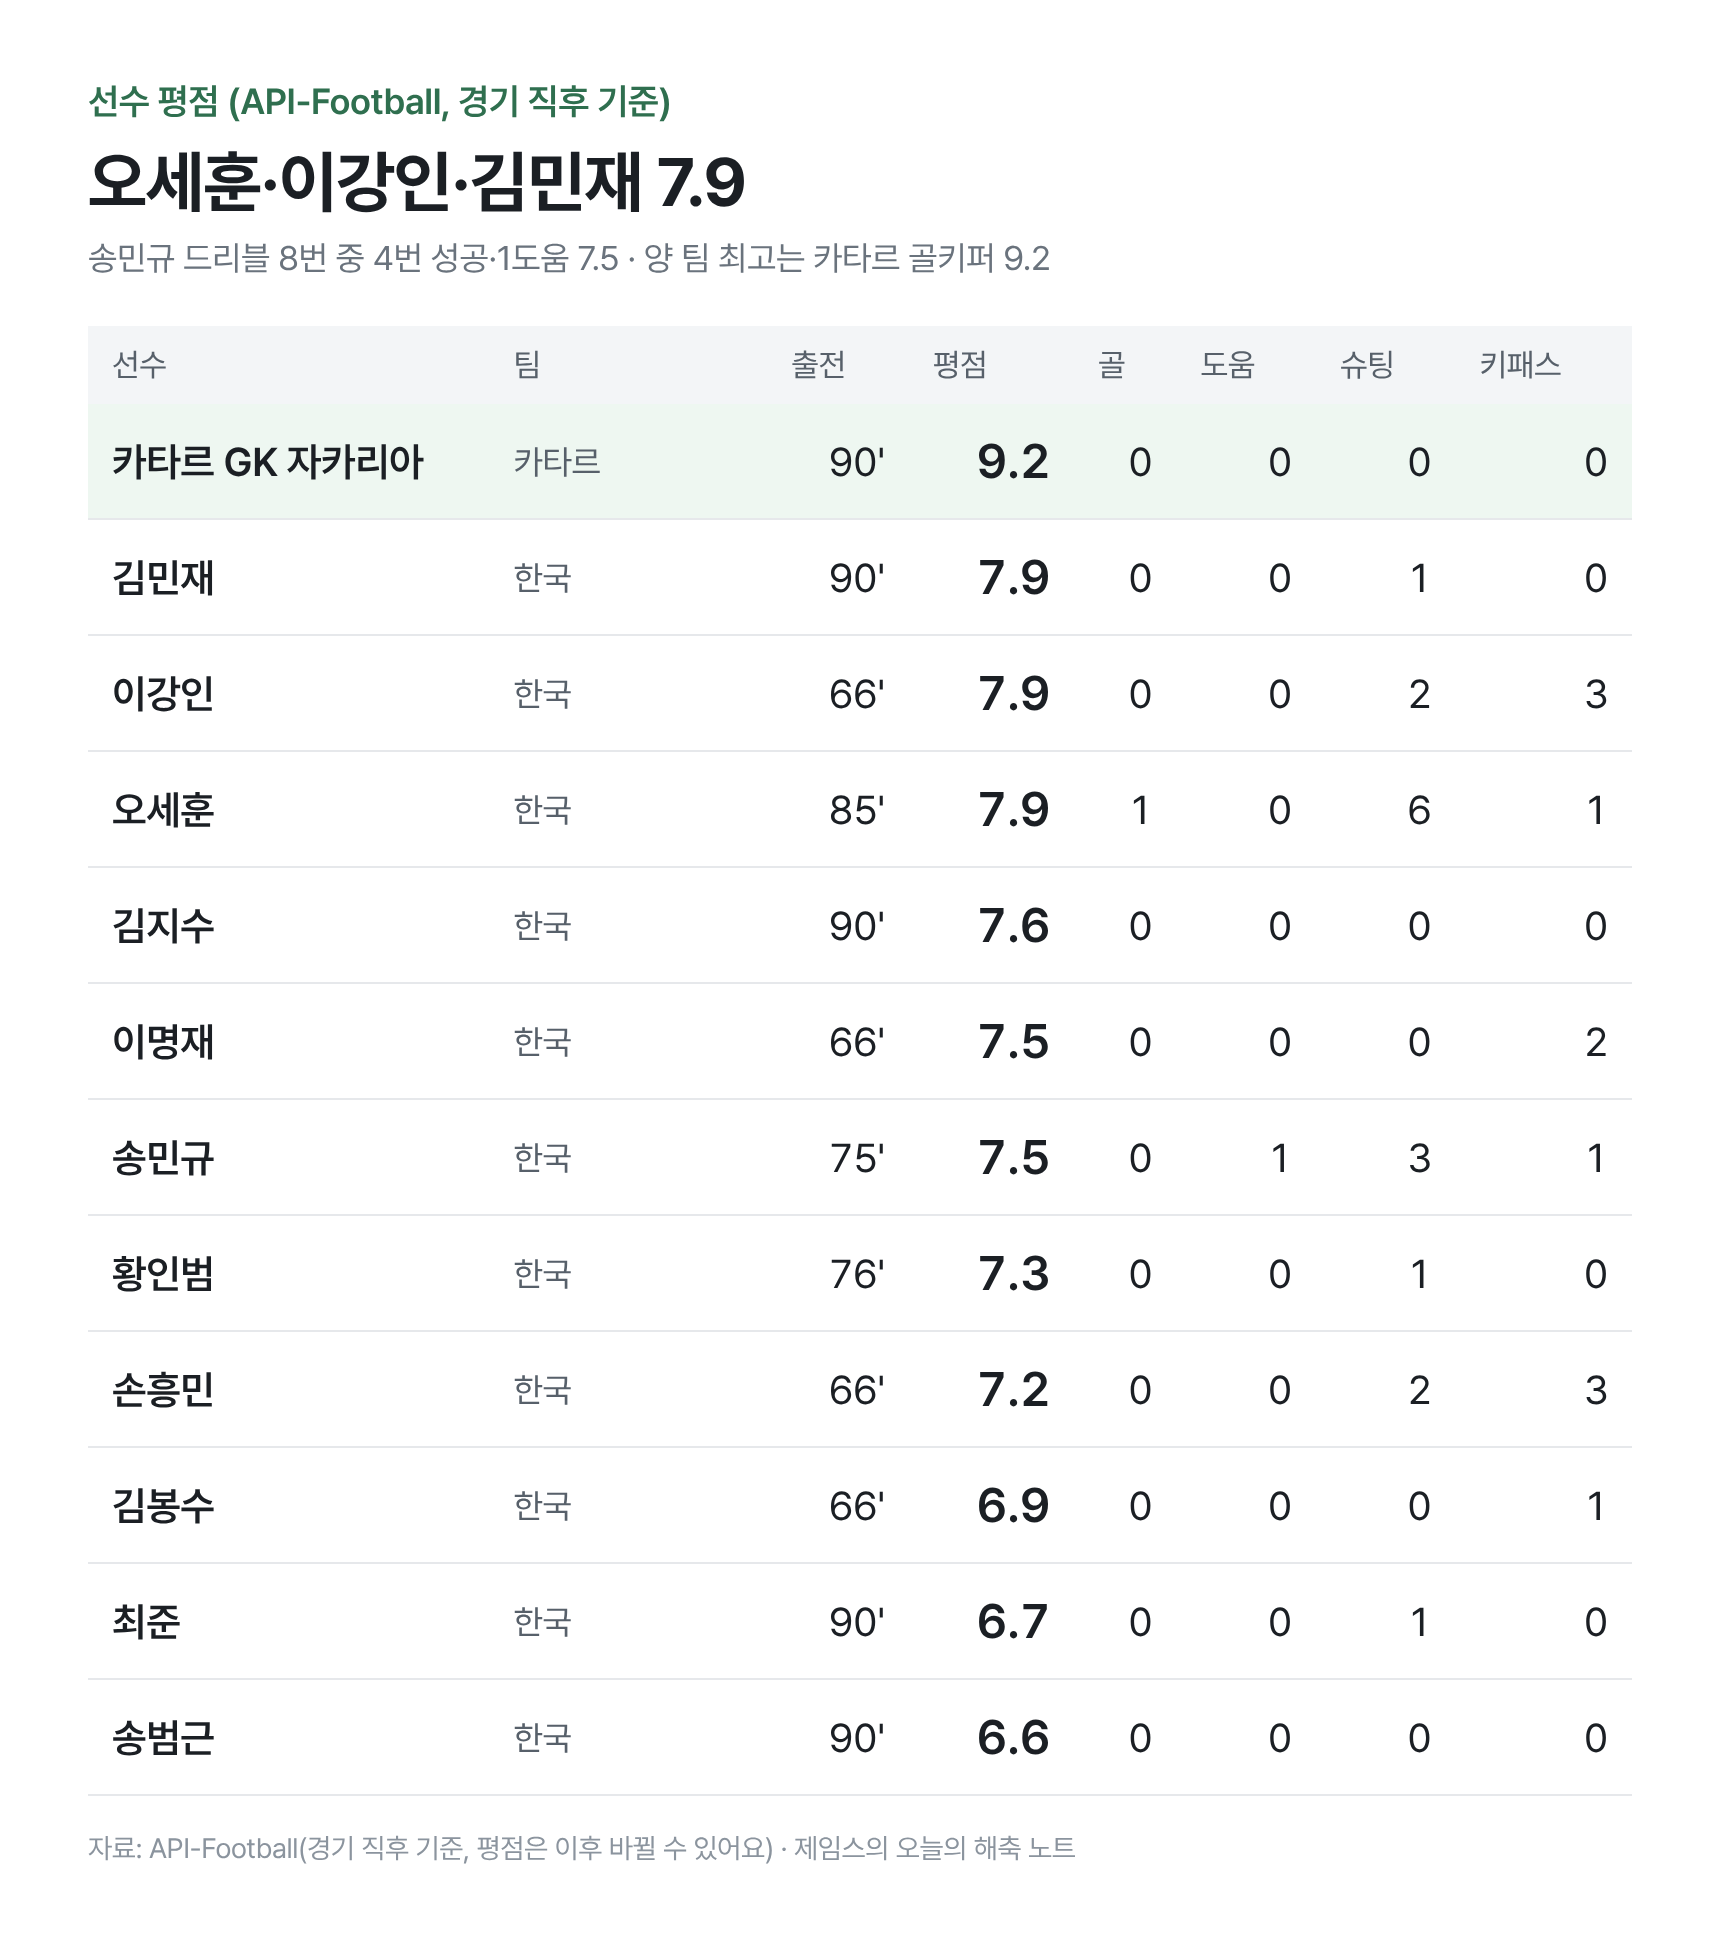 선수 평점 (API-Football, 경기 직후 기준)
오세훈·이강인·김민재 7.9
송민규 드리블 8번 중 4번 성공·1도움 7.5 · 양 팀 최고는 카타르 골키퍼 9.2
선수 팀 출전 평점 골 도움 슈팅 키패스
카타르 GK 자카리아 카타르 90' 9.2 0 0 0 0
김민재 한국 90' 7.9 0 0 1 0
이강인 한국 66' 7.9 0 0 2 3
오세훈 한국 85' 7.9 1 0 6 1
김지수 한국 90' 7.6 0 0 0 0
이명재 한국 66' 7.5 0 0 0 2
송민규 한국 75' 7.5 0 1 3 1
황인범 한국 76' 7.3 0 0 1 0
손흥민 한국 66' 7.2 0 0 2 3
김봉수 한국 66' 6.9 0 0 0 1
최준 한국 90' 6.7 0 0 1 0
송범근 한국 90' 6.6 0 0 0 0
자료: API-Football(경기 직후 기준, 평점은 이후 바뀔 수 있어요) · 제임스의 오늘의 해축 노트